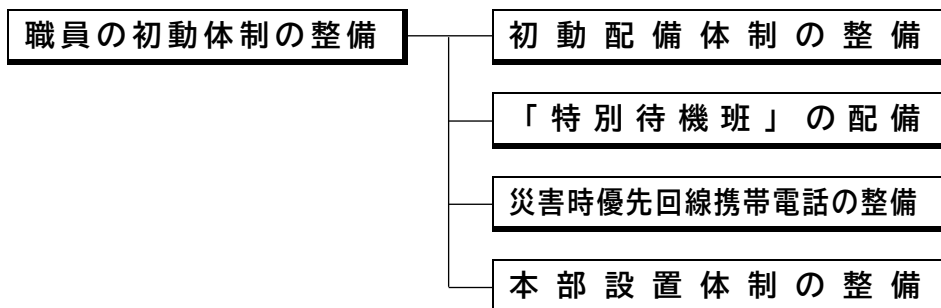 職員の初動体制の整備
初動配備体制の整備
「特別待機班」の配備
災害時優先回線携帯電話の整備
本部設置体制の整備